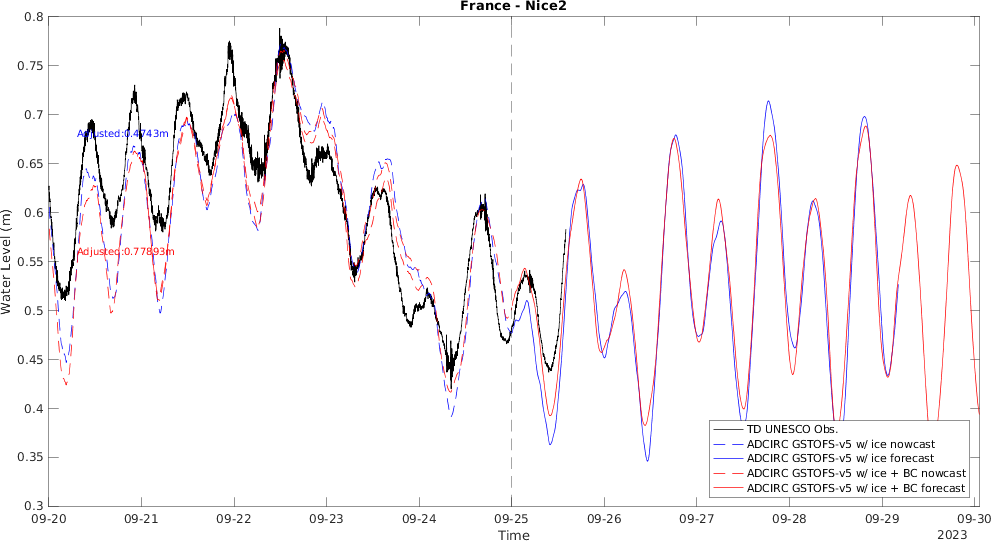 France - Nice2
0.8
0.75
0.7
0.65
0.6
0.55
0.5
0.45
0.4
0.35
0.3
Water Level (m)
Adjusted:0.4743m
Adjusted:0.77893m
TD UNESCO Obs.
ADCIRC GSTOFS-v5 w/ ice nowcast
ADCIRC GSTOFS-v5 w/ ice forecast
ADCIRC GSTOFS-v5 w/ ice + BC nowcast
ADCIRC GSTOFS-v5 w/ ice + BC forecast
09-20 09-21 09-22 09-23 09-24 09-25 09-26 09-27 09-28 09-29 09-30
Time
2023